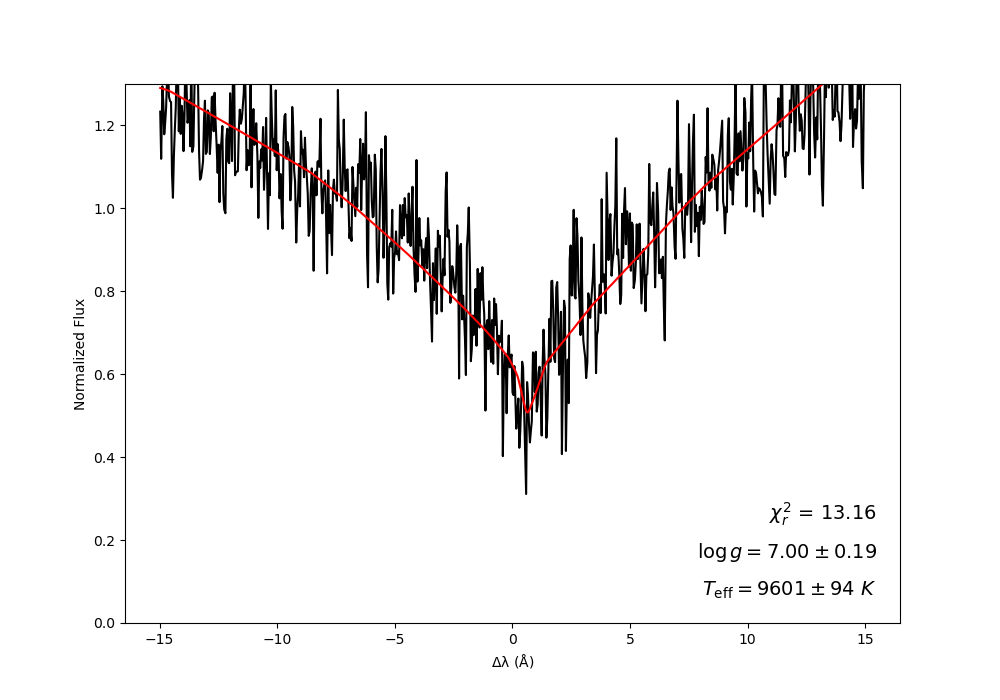 1.2
1.0
0.8
0.6
0.4
0.2
0.0
Normalized Flux
χ²ᵣ = 13.16
log g = 7.00 ± 0.19
T_eff = 9601 ± 94 K
−15 −10 −5 0 5 10 15
Δλ (Å)